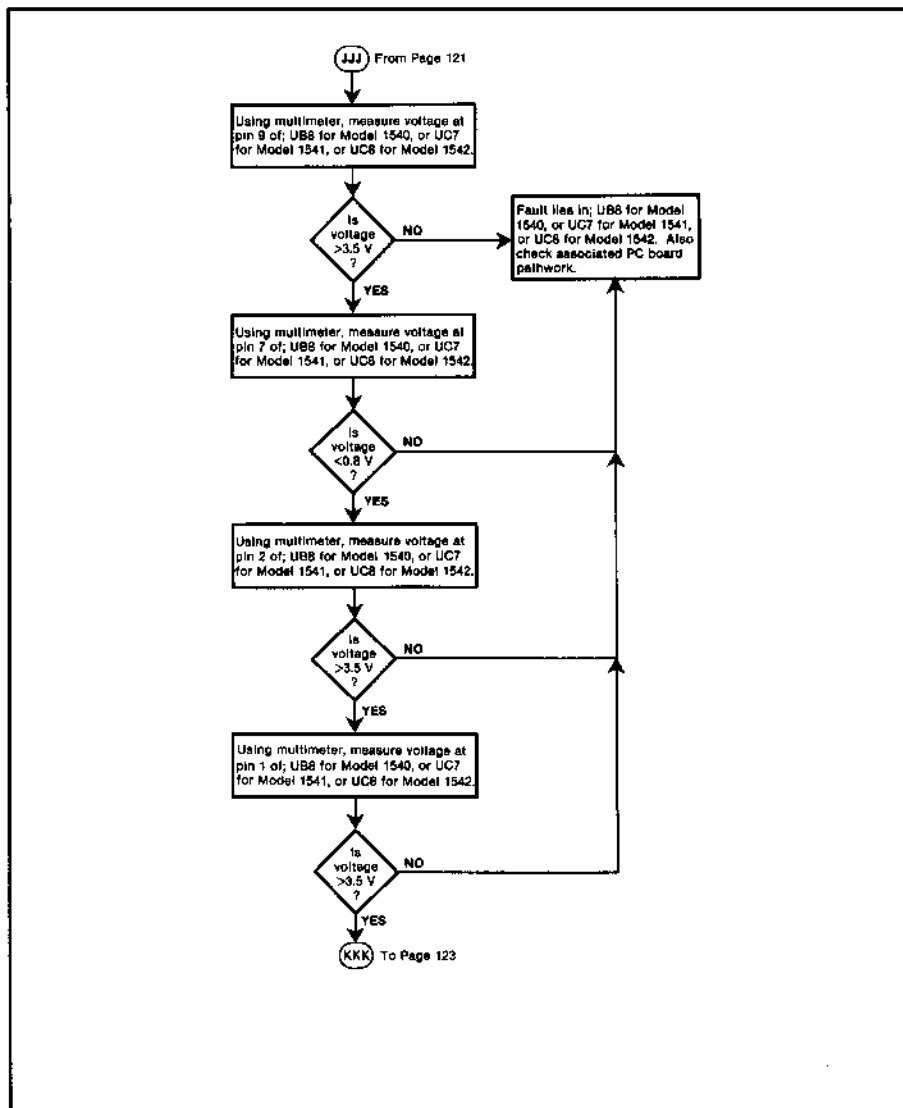 JJJ From Page 121
Using multimeter, measure voltage at
pin 9 of; UB8 for Model 1540, or UC7
for Model 1541, or UC8 for Model 1542.
Is
voltage
>3.5 V
?
NO
Fault lies in; UB8 for Model
1540, or UC7 for Model 1541,
or UC8 for Model 1542. Also
check associated PC board
pathwork.
YES
Using multimeter, measure voltage at
pin 7 of; UB8 for Model 1540, or UC7
for Model 1541, or UC8 for Model 1542.
Is
voltage
<0.8 V
?
NO
YES
Using multimeter, measure voltage at
pin 2 of; UB8 for Model 1540, or UC7
for Model 1541, or UC8 for Model 1542.
Is
voltage
>3.5 V
?
NO
YES
Using multimeter, measure voltage at
pin 1 of; UB8 for Model 1540, or UC7
for Model 1541, or UC8 for Model 1542.
Is
voltage
>3.5 V
?
NO
YES
KKK To Page 123